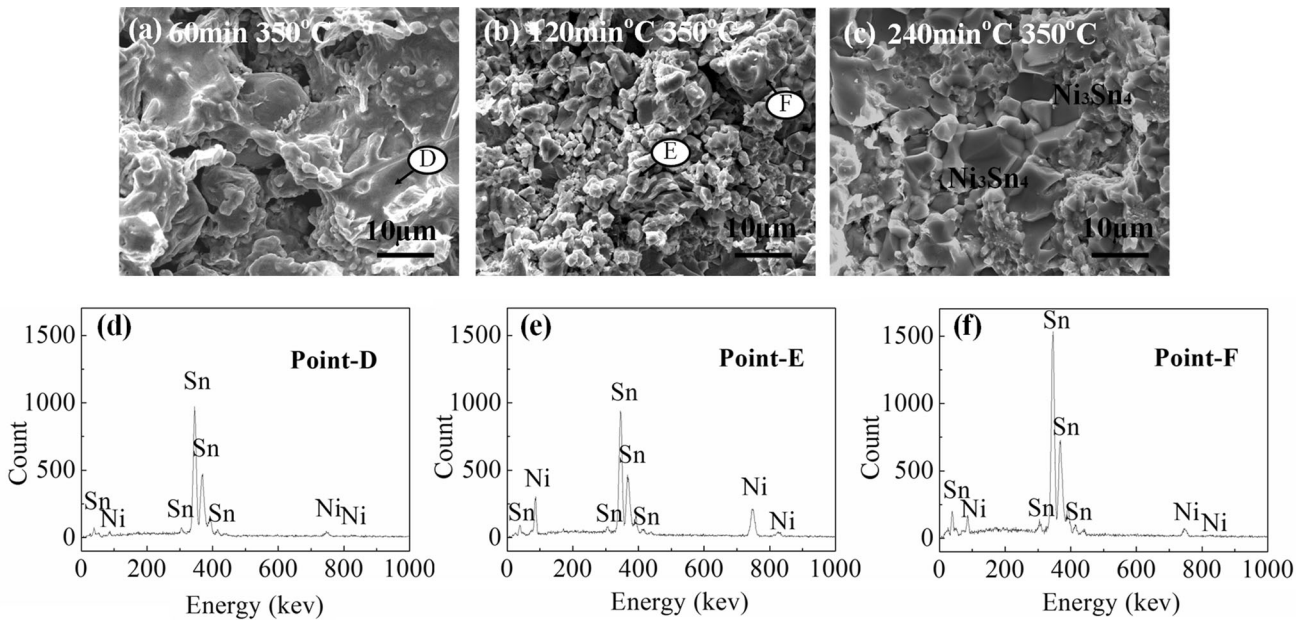 (a) 60min 350°C
D
10μm
(b) 120min°C 350°C
F
E
10μm
(c) 240min°C 350°C
Ni₃Sn₄
Ni₃Sn₄
10μm
(d)
Point-D
1500
1000
500
0
Count
Sn
Sn
Sn
Ni
Sn
Sn
Ni
Ni
0 200 400 600 800 1000
Energy (kev)
(e)
Point-E
1500
1000
500
0
Count
Sn
Sn
Ni
Sn
Sn
Sn
Ni
Ni
0 200 400 600 800 1000
Energy (kev)
(f)
Point-F
1500
1000
500
0
Count
Sn
Sn
Sn
Ni
Sn
Sn
Ni
Ni
0 200 400 600 800 1000
Energy (kev)